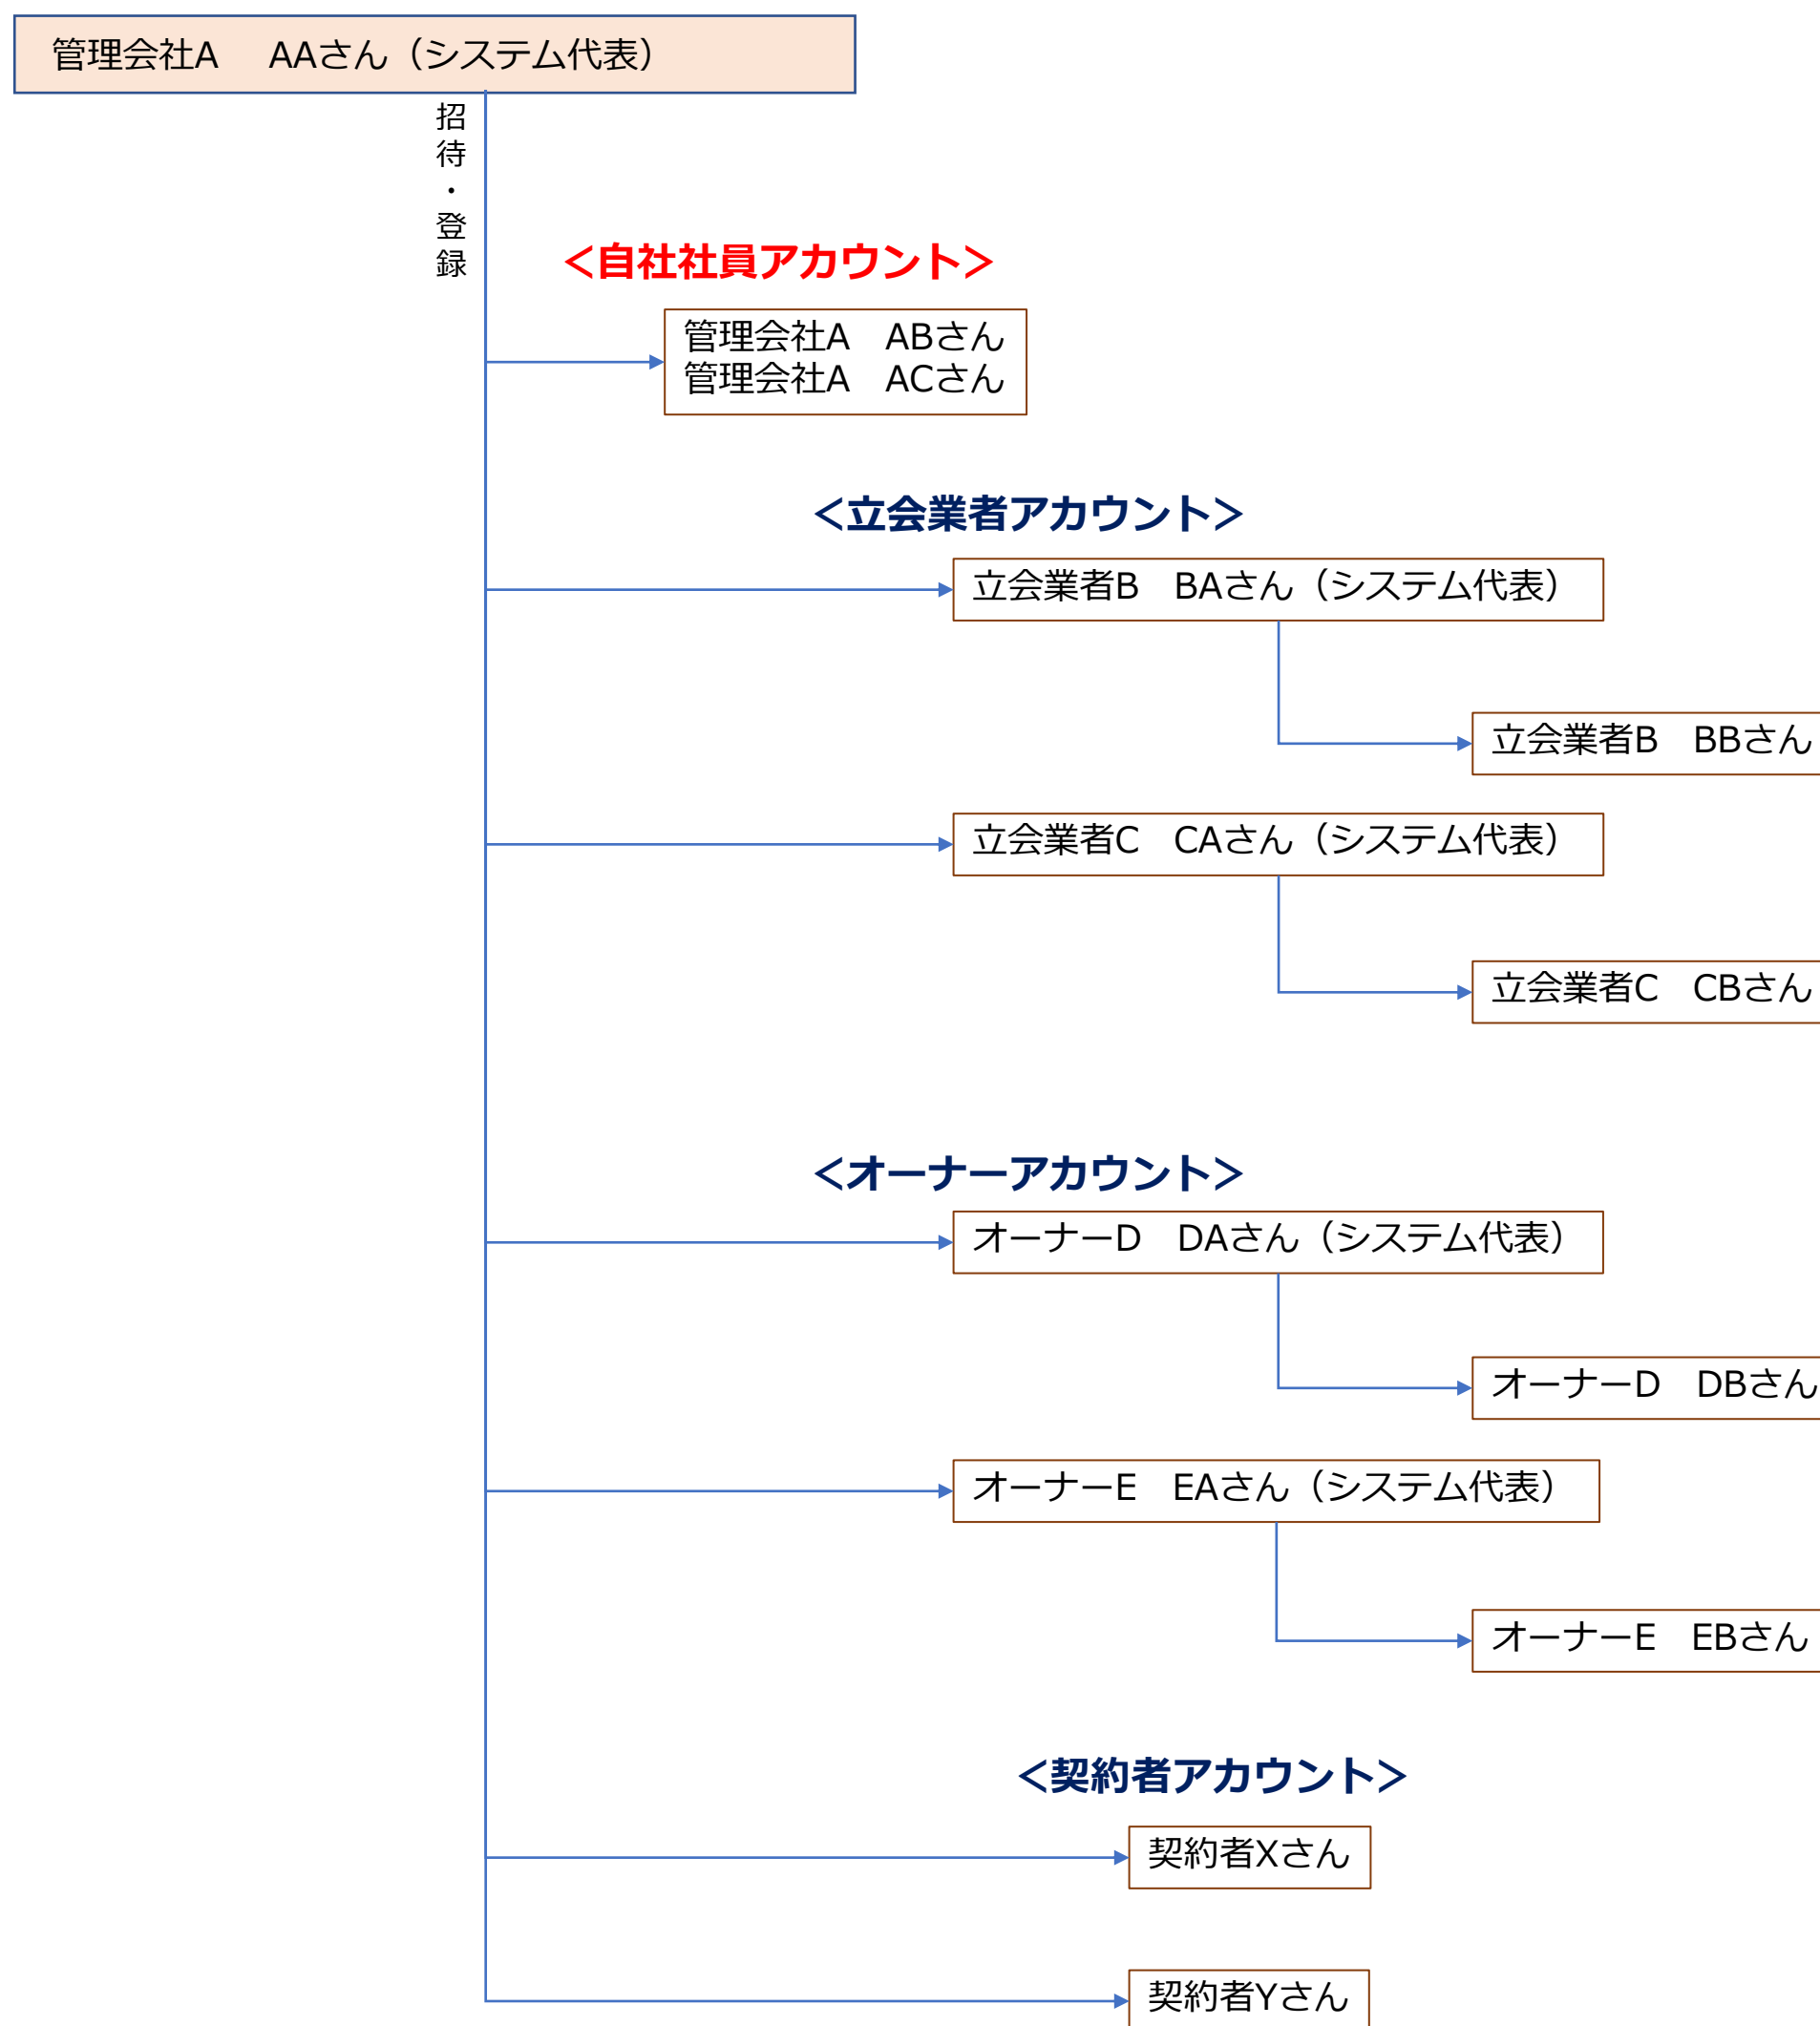 管理会社A　AAさん（システム代表）
招待・登録
＜自社社員アカウント＞
管理会社A　ABさん
管理会社A　ACさん
＜立会業者アカウント＞
立会業者B　BAさん（システム代表）
立会業者B　BBさん
立会業者C　CAさん（システム代表）
立会業者C　CBさん
＜オーナーアカウント＞
オーナーD　DAさん（システム代表）
オーナーD　DBさん
オーナーE　EAさん（システム代表）
オーナーE　EBさん
＜契約者アカウント＞
契約者Xさん
契約者Yさん